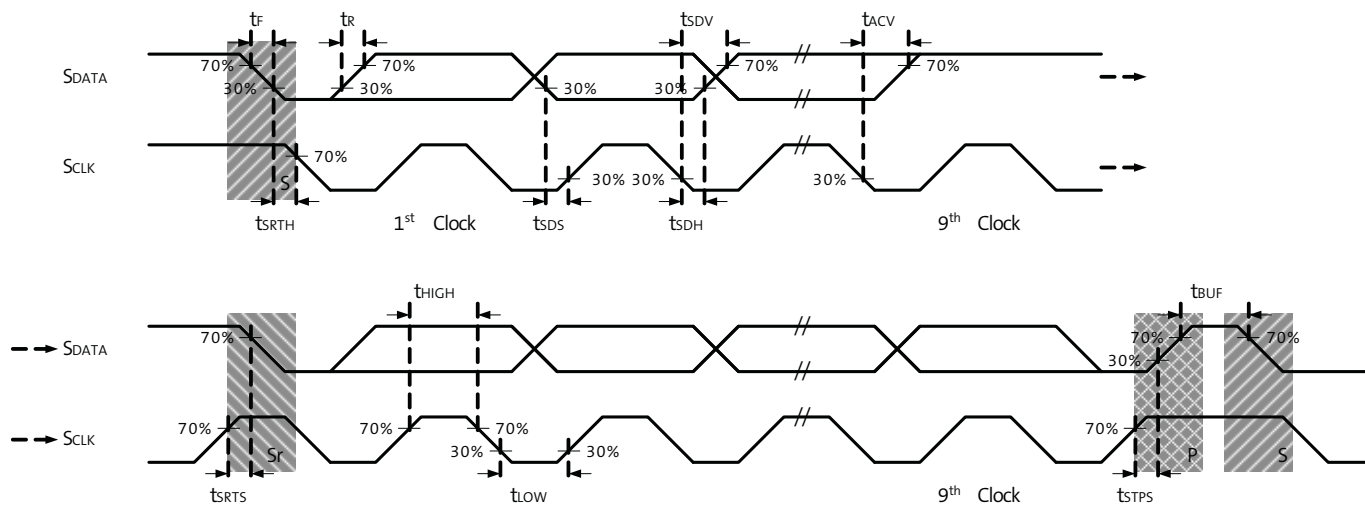 tF tR tSDV tACV
70% 70% 70% 70%
SDATA
30% 30% 30% 30%
SCLK
70%
S 30% 30% 30%
tSRTH 1st Clock tSDS tSDH 9th Clock
tHIGH tBUF
70% 70% 70%
SDATA
30%
SCLK
70% 70% 70% 70%
30% 30%
Sr P S
tSRTS tLOW 9th Clock tSTPS